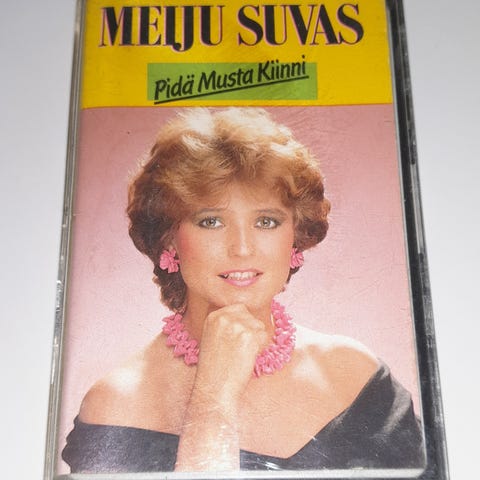 MEIJU SUVAS
Pidä Musta Kiinni